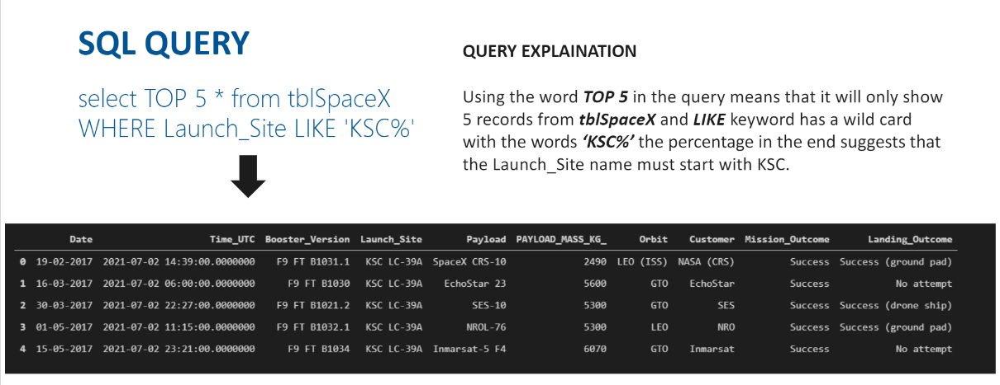 SQL QUERY
select TOP 5 * from tblSpaceX
WHERE Launch_Site LIKE 'KSC%'
QUERY EXPLAINATION
Using the word TOP 5 in the query means that it will only show
5 records from tblSpaceX and LIKE keyword has a wild card
with the words ‘KSC%’ the percentage in the end suggests that
the Launch_Site name must start with KSC.
Date Time_UTC Booster_Version Launch_Site Payload PAYLOAD_MASS_KG_ Orbit Customer Mission_Outcome Landing_Outcome
0 19-02-2017 2021-07-02 14:39:00.0000000 F9 FT B1031.1 KSC LC-39A SpaceX CRS-10 2490 LEO (ISS) NASA (CRS) Success Success (ground pad)
1 16-03-2017 2021-07-02 06:00:00.0000000 F9 FT B1030 KSC LC-39A EchoStar 23 5600 GTO EchoStar Success No attempt
2 30-03-2017 2021-07-02 22:27:00.0000000 F9 FT B1021.2 KSC LC-39A SES-10 5300 GTO SES Success Success (drone ship)
3 01-05-2017 2021-07-02 11:15:00.0000000 F9 FT B1032.1 KSC LC-39A NROL-76 5300 LEO NRO Success Success (ground pad)
4 15-05-2017 2021-07-02 23:21:00.0000000 F9 FT B1034 KSC LC-39A Inmarsat-5 F4 6070 GTO Inmarsat Success No attempt